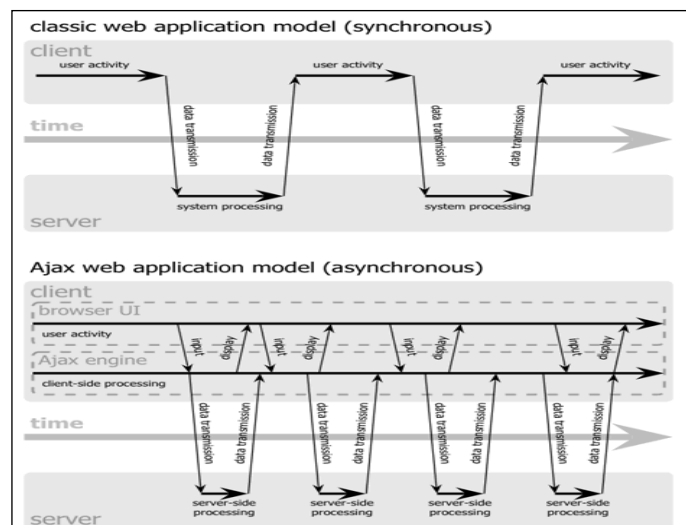 classic web application model (synchronous)
client
user activity
user activity
user activity
data transmission
data transmission
data transmission
data transmission
time
system processing
system processing
server
Ajax web application model (asynchronous)
client
browser UI
user activity
input
display
input
display
input
display
input
display
Ajax engine
client-side processing
data transmission
data transmission
data transmission
data transmission
data transmission
data transmission
data transmission
data transmission
time
server-side
processing
server-side
processing
server-side
processing
server-side
processing
server